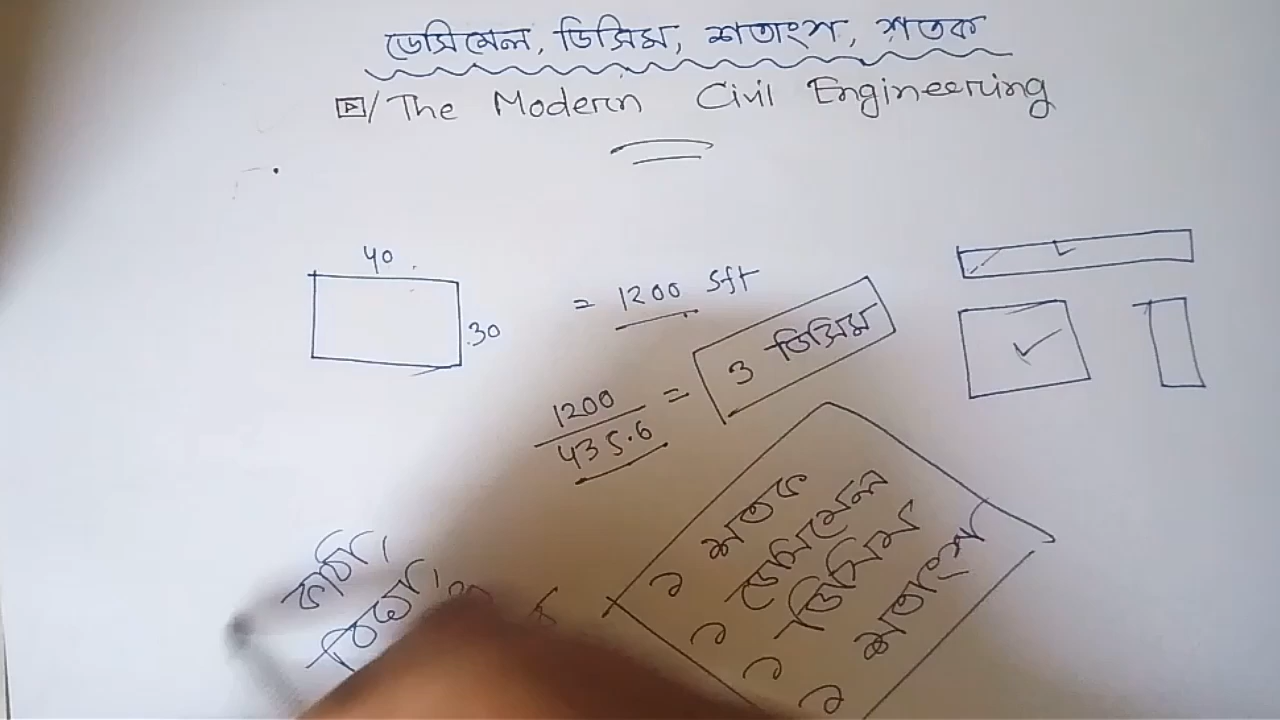 ডেসিমেল, ডিসিম, শতাংশ, শতক
/ The Modern Civil Engineering
40
30
= 1200 sft
1200
435.6
= 3 ডিসিম
১ শতক
১ ডেসিমেল
১ ডিসিম
১ শতাংশ
কাঠা,
বিঘা,